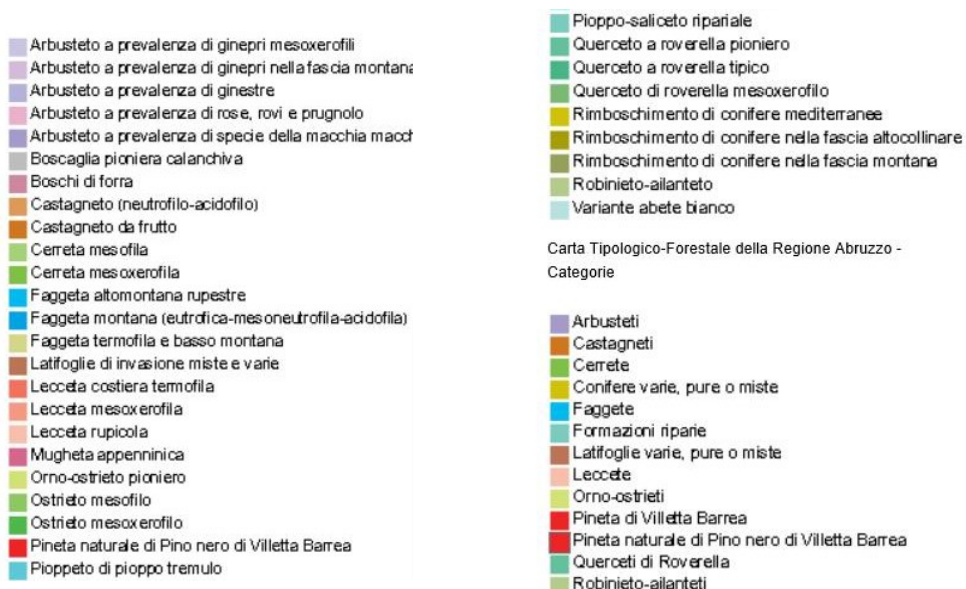 Arbusteto a prevalenza di ginepri mesoxerofili
Arbusteto a prevalenza di ginepri nella fascia montana
Arbusteto a prevalenza di ginestre
Arbusteto a prevalenza di rose, rovi e prugnolo
Arbusteto a prevalenza di specie della macchia macch
Boscaglia pioniera calanchiva
Boschi di forra
Castagneto (neutrofilo-acidofilo)
Castagneto da frutto
Cerreta mesofila
Cerreta mesoxerofila
Faggeta altomontana rupestre
Faggeta montana (eutrofica-mesoneutrofila-acidofila)
Faggeta termofila e basso montana
Latifoglie di invasione miste e varie
Lecceta costiera termofila
Lecceta mesoxerofila
Lecceta rupicola
Mugheta appenninica
Orno-ostrieto pioniero
Ostrieto mesofilo
Ostrieto mesoxerofilo
Pineta naturale di Pino nero di Villetta Barrea
Pioppeto di pioppo tremulo
Pioppo-saliceto ripariale
Querceto a roverella pioniero
Querceto a roverella tipico
Querceto di roverella mesoxerofilo
Rimboschimento di conifere mediterranee
Rimboschimento di conifere nella fascia altocollinare
Rimboschimento di conifere nella fascia montana
Robinieto-ailanteto
Variante abete bianco
Carta Tipologico-Forestale della Regione Abruzzo -
Categorie
Arbusteti
Castagneti
Cerrete
Conifere varie, pure o miste
Faggete
Formazioni riparie
Latifoglie varie, pure o miste
Leccete
Orno-ostrieti
Pineta di Villetta Barrea
Pineta naturale di Pino nero di Villetta Barrea
Querceti di Roverella
Robinieto-ailanteti